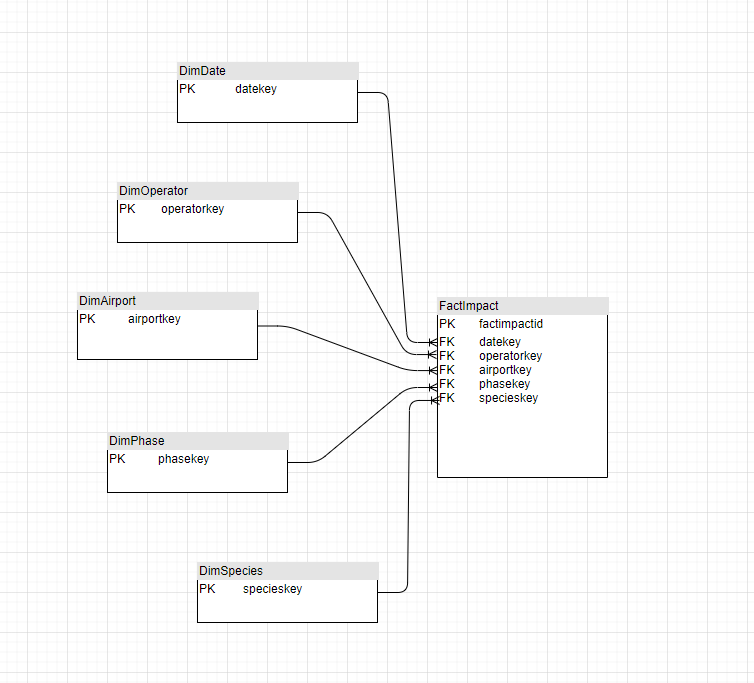 DimDate
PK datekey
DimOperator
PK operatorkey
DimAirport
PK airportkey
FactImpact
PK factimpactid
FK datekey
FK operatorkey
FK airportkey
FK phasekey
FK specieskey
DimPhase
PK phasekey
DimSpecies
PK specieskey